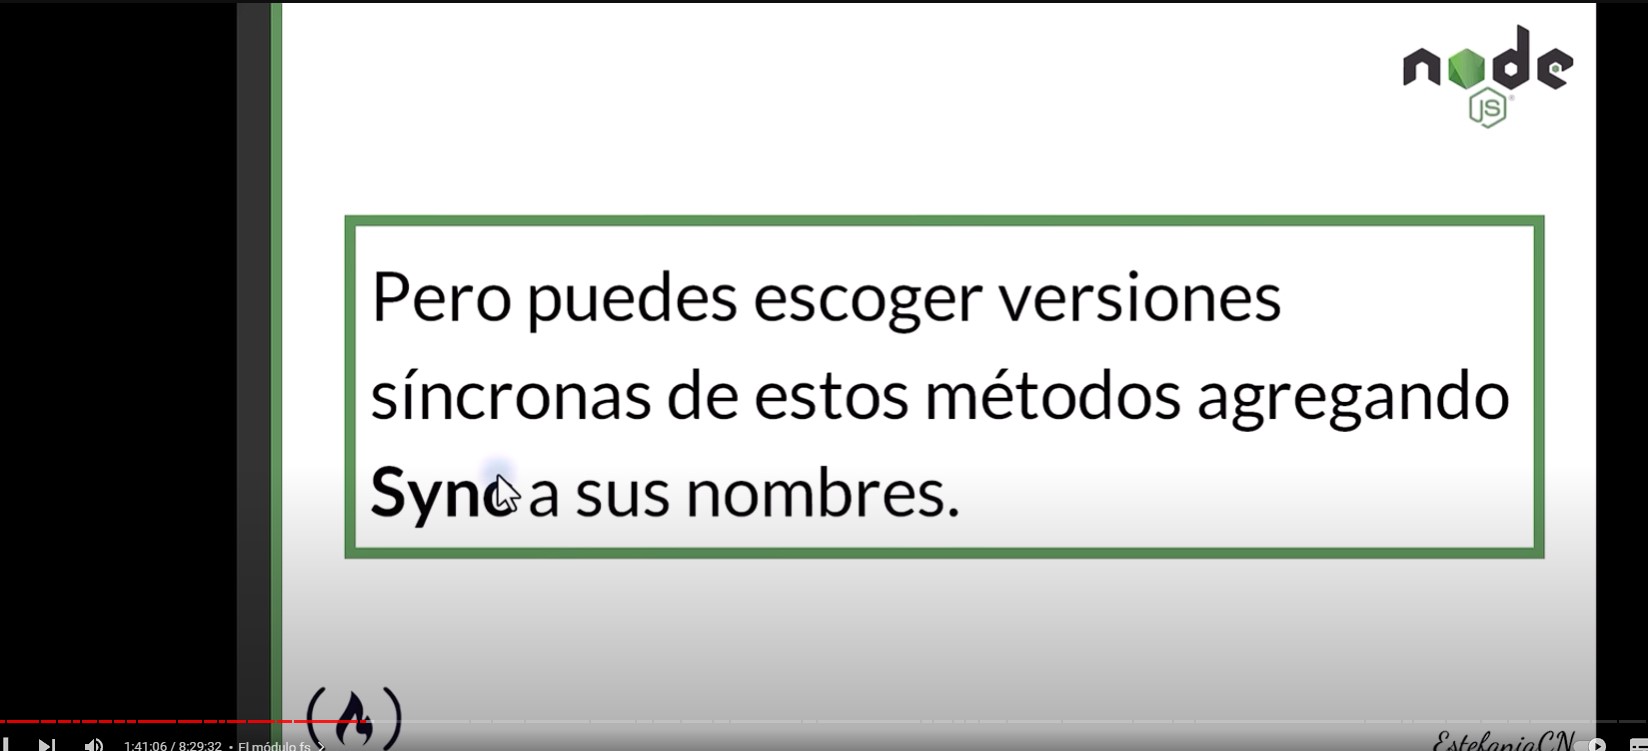 node
JS
Pero puedes escoger versiones
síncronas de estos métodos agregando
Sync a sus nombres.
1:41:06 / 8:29:32 • El módulo fs
EstefaniaCN